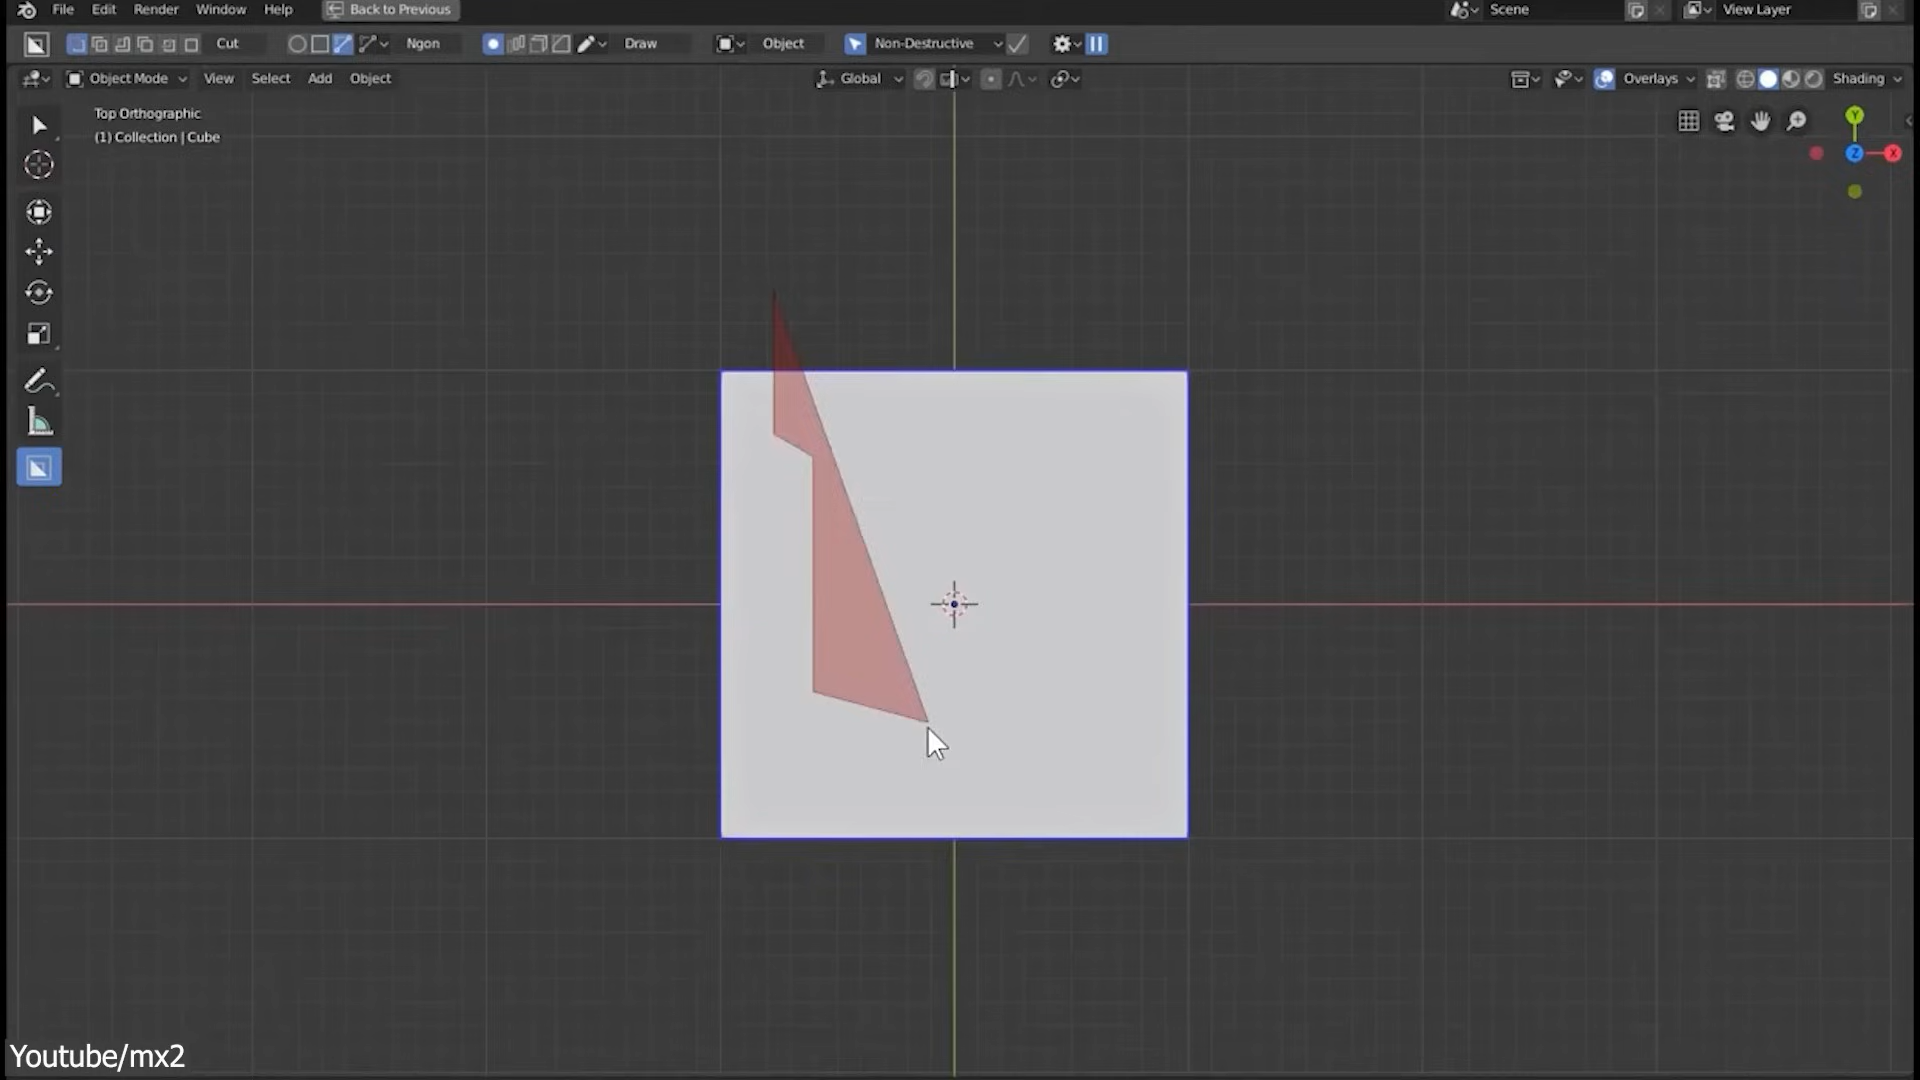 File Edit Render Window Help Back to Previous Scene View Layer
Cut Ngon Draw Object Non-Destructive
Object Mode View Select Add Object Global Overlays Shading
Top Orthographic
(1) Collection | Cube
Y
Z X
Youtube/mx2